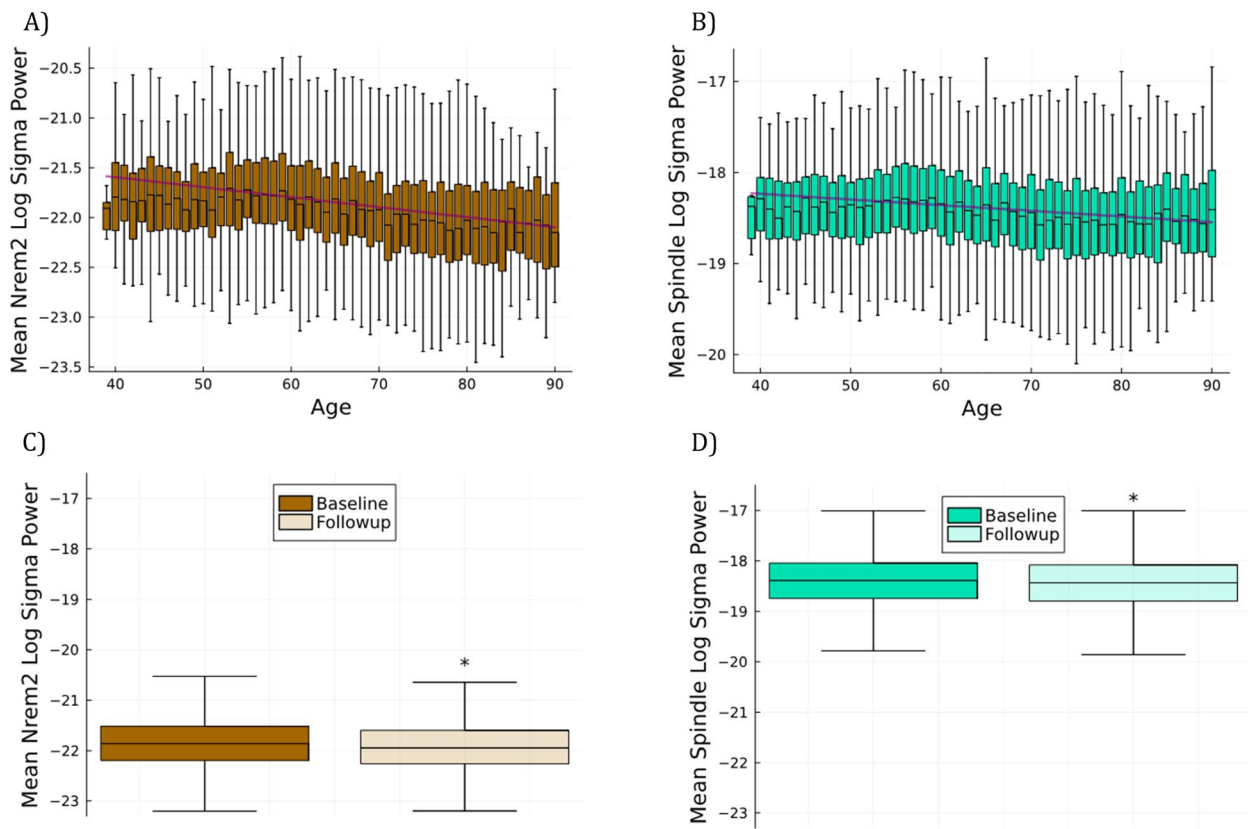 A)
Mean Nrem2 Log Sigma Power
−20.5
−21.0
−21.5
−22.0
−22.5
−23.0
−23.5
40 50 60 70 80 90
Age
B)
Mean Spindle Log Sigma Power
−17
−18
−19
−20
40 50 60 70 80 90
Age
C)
Mean Nrem2 Log Sigma Power
−17
−18
−19
−20
−21
−22
−23
Baseline
Followup
*
D)
Mean Spindle Log Sigma Power
−17
−18
−19
−20
−21
−22
−23
Baseline
Followup
*